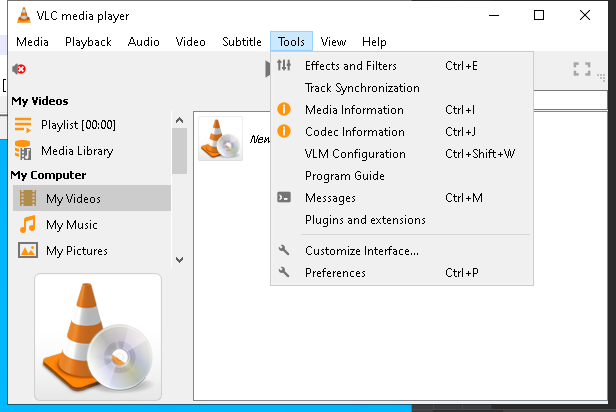 VLC media player
Media Playback Audio Video Subtitle Tools View Help
My Videos
Playlist [00:00]
Media Library
My Computer
My Videos
My Music
My Pictures
New
Effects and Filters Ctrl+E
Track Synchronization
Media Information Ctrl+I
Codec Information Ctrl+J
VLM Configuration Ctrl+Shift+W
Program Guide
Messages Ctrl+M
Plugins and extensions
Customize Interface...
Preferences Ctrl+P